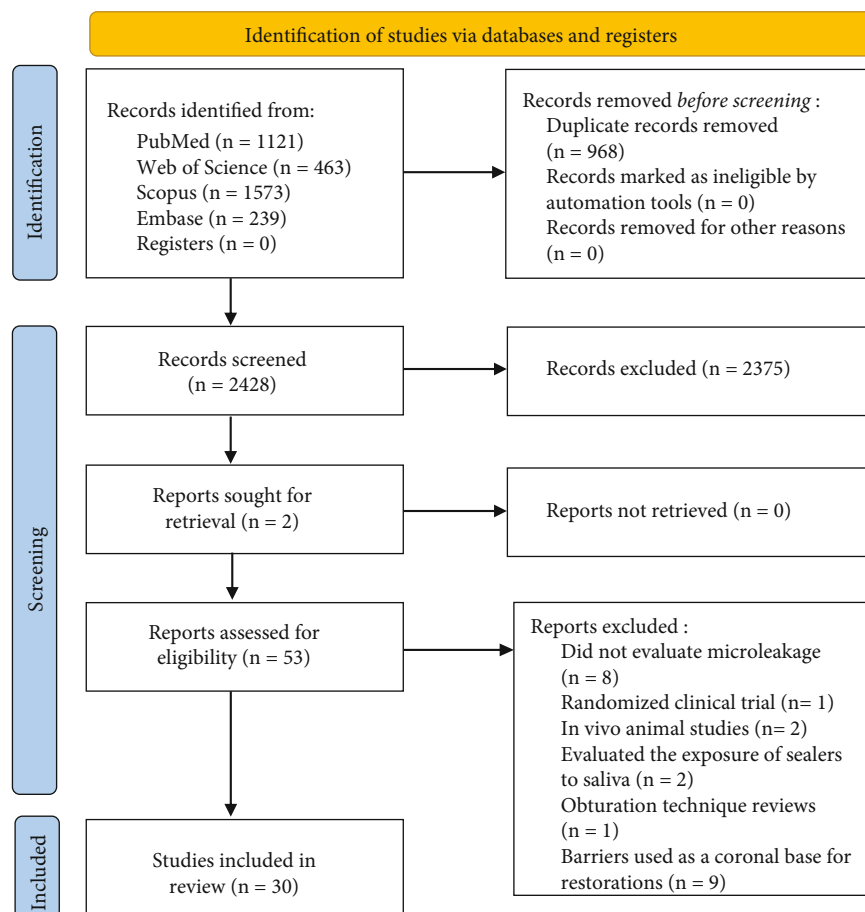 Identification of studies via databases and registers
Identification
Records identified from:
PubMed (n = 1121)
Web of Science (n = 463)
Scopus (n = 1573)
Embase (n = 239)
Registers (n = 0)
Records removed before screening :
Duplicate records removed
(n = 968)
Records marked as ineligible by
automation tools (n = 0)
Records removed for other reasons
(n = 0)
Screening
Records screened
(n = 2428)
Records excluded (n = 2375)
Reports sought for
retrieval (n = 2)
Reports not retrieved (n = 0)
Reports assessed for
eligibility (n = 53)
Reports excluded :
Did not evaluate microleakage
(n = 8)
Randomized clinical trial (n= 1)
In vivo animal studies (n= 2)
Evaluated the exposure of sealers
to saliva (n = 2)
Obturation technique reviews
(n = 1)
Barriers used as a coronal base for
restorations (n = 9)
Included
Studies included in
review (n = 30)